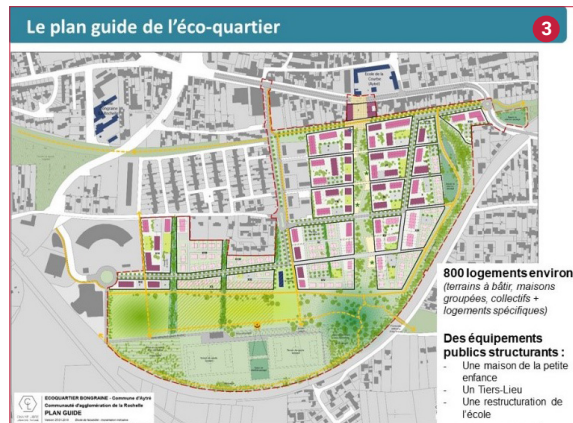 Le plan guide de l'éco-quartier
3
800 logements environ
(terrains à bâtir, maisons
groupées, collectifs +
logements spécifiques)
Des équipements
publics structurants :
- Une maison de la petite
enfance
- Un Tiers-Lieu
- Une restructuration de
l'école
ECOQUARTIER BONGRAINE - Commune d'Aytré
Communauté d'agglomération de la Rochelle
PLAN GUIDE